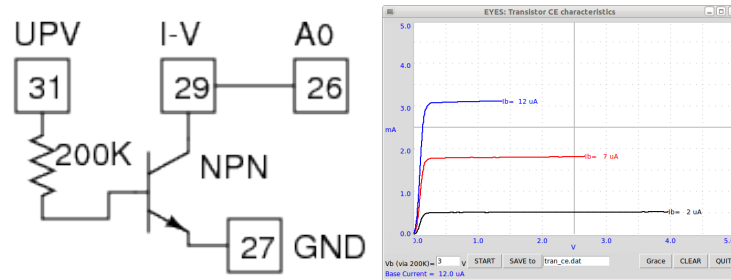 UPV I-V A0
31 29 26
200K
NPN
27 GND
EYES: Transistor CE characteristics
5.0
4.0
Ib= 12 uA
3.0
mA
2.0
Ib= 7 uA
1.0
Ib= 2 uA
0.0
0.0 1.0 2.0 3.0 4.0 5.0
V
Vb (via 200K)= 3 V START SAVE to tran_ce.dat Grace CLEAR QUIT
Base Current = 12.0 uA